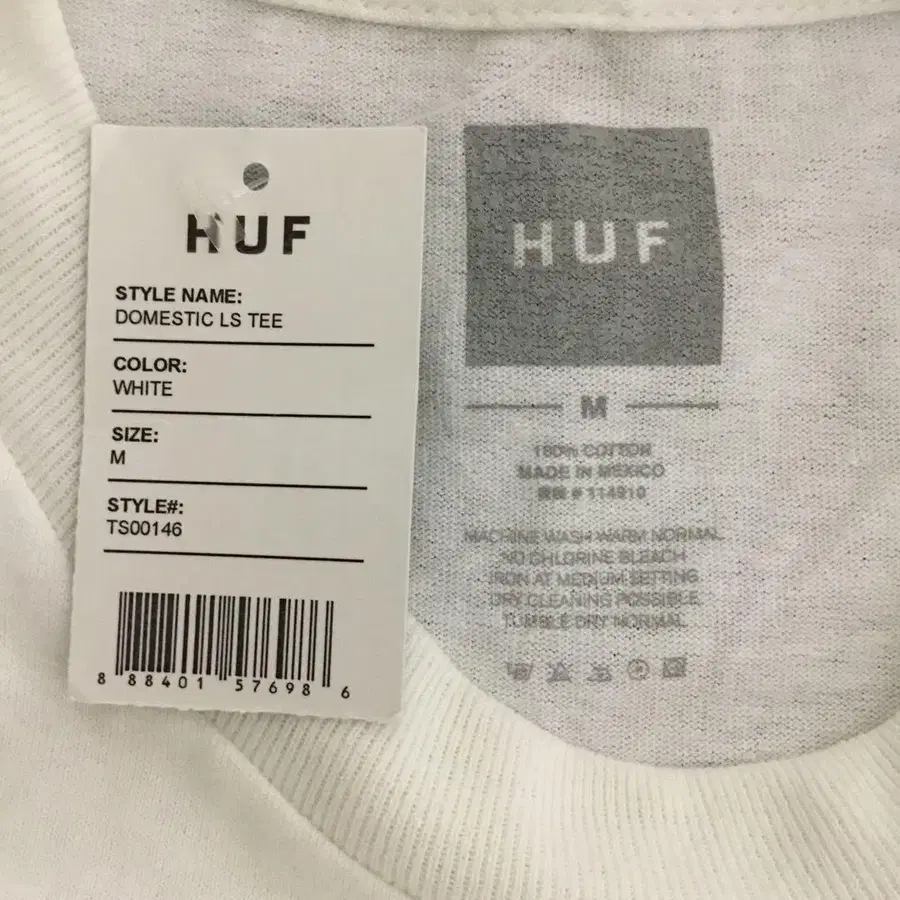 HUF
STYLE NAME:
DOMESTIC LS TEE
COLOR:
WHITE
SIZE:
M
STYLE#:
TS00146
8 88401 57698 6
HUF
M
100% COTTON
MADE IN MEXICO
# 114910
MACHINE WASH WARM NORMAL
NO CHLORINE BLEACH
IRON AT MEDIUM SETTING
DRY CLEANING POSSIBLE
TUMBLE DRY NORMAL